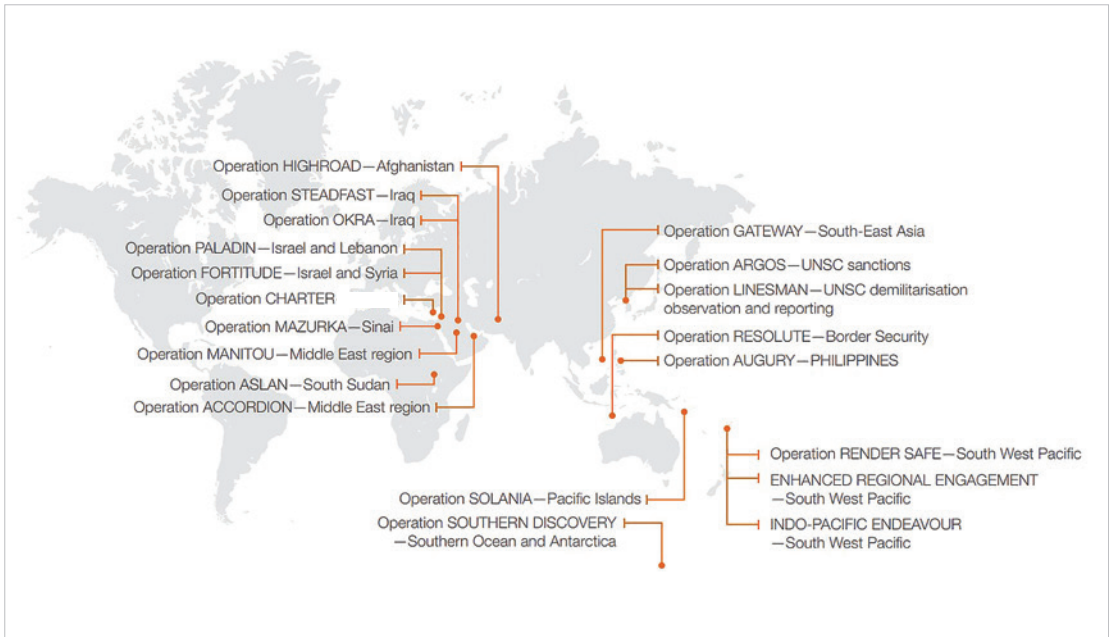 Operation HIGHROAD—Afghanistan
Operation STEADFAST—Iraq
Operation OKRA—Iraq
Operation PALADIN—Israel and Lebanon
Operation FORTITUDE—Israel and Syria
Operation CHARTER
Operation MAZURKA—Sinai
Operation MANITOU—Middle East region
Operation ASLAN—South Sudan
Operation ACCORDION—Middle East region
Operation GATEWAY—South-East Asia
Operation ARGOS—UNSC sanctions
Operation LINESMAN—UNSC demilitarisation
observation and reporting
Operation RESOLUTE—Border Security
Operation AUGURY—PHILIPPINES
Operation RENDER SAFE—South West Pacific
ENHANCED REGIONAL ENGAGEMENT
—South West Pacific
INDO-PACIFIC ENDEAVOUR
—South West Pacific
Operation SOLANIA—Pacific Islands
Operation SOUTHERN DISCOVERY
—Southern Ocean and Antarctica